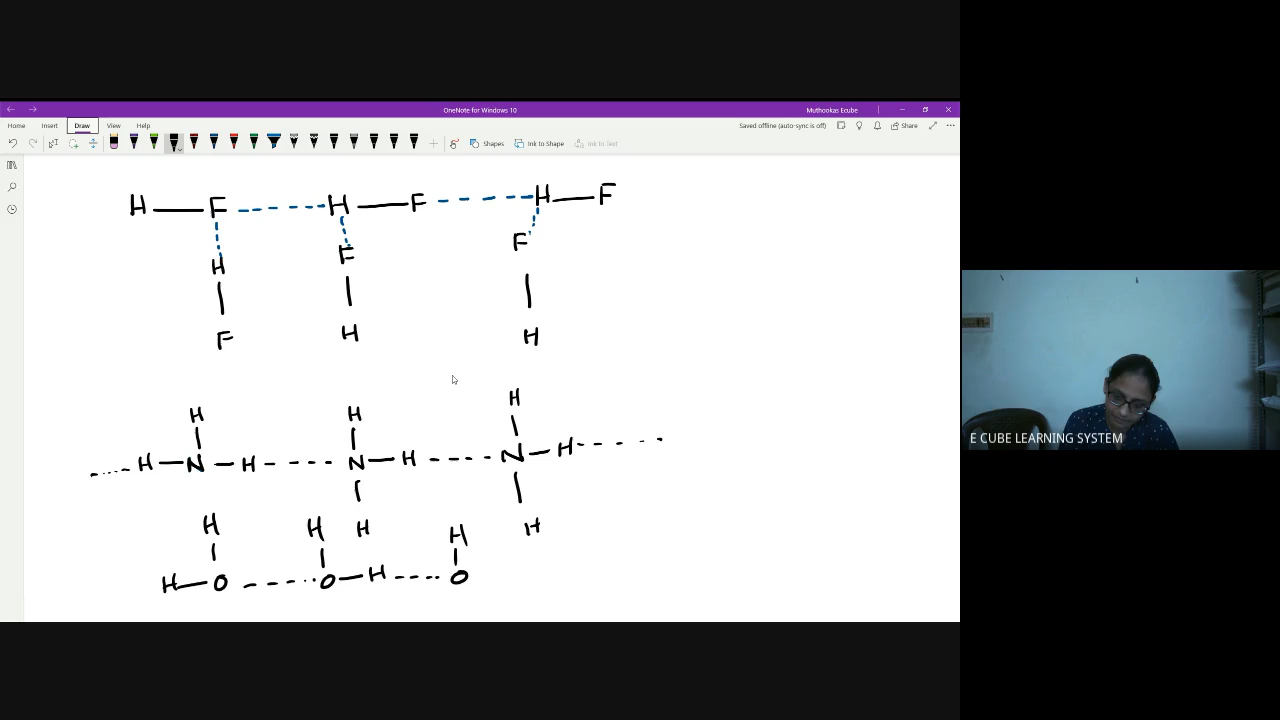 OneNote for Windows 10
Muthookas Ecube
Home Insert Draw View Help
Saved offline (auto-sync is off)
Share
Shapes
Ink to Shape
Ink to Text
H — F ----- H — F ----- H — F
H F F
F H H
H H H
---- H — N — H ---- N — H ---- N — H ----
H H
H H H
H — O ---- O — H ---- O
E CUBE LEARNING SYSTEM